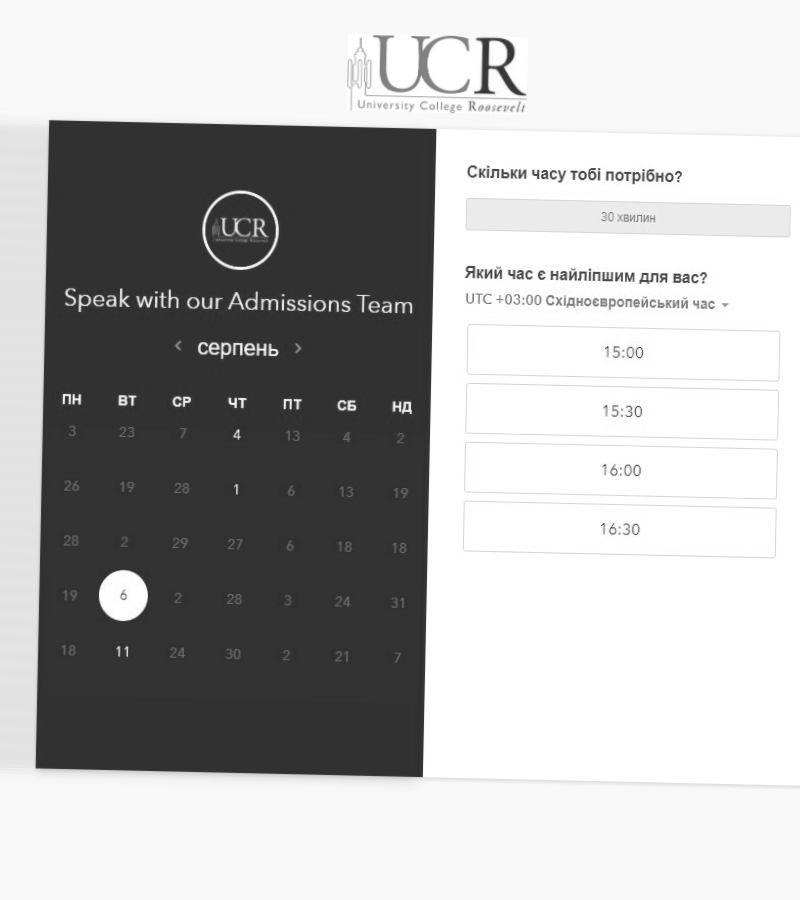 UCR
University College Roosevelt
UCR
University College Roosevelt
Speak with our Admissions Team
серпень
ПН ВТ СР ЧТ ПТ СБ НД
3 23 7 4 13 4 2
26 19 28 1 6 13 19
28 2 29 27 6 18 18
19 6 2 28 3 24 31
18 11 24 30 2 21 7
Скільки часу тобі потрібно?
30 хвилин
Який час є найліпшим для вас?
UTC +03:00 Східноєвропейський час
15:00
15:30
16:00
16:30